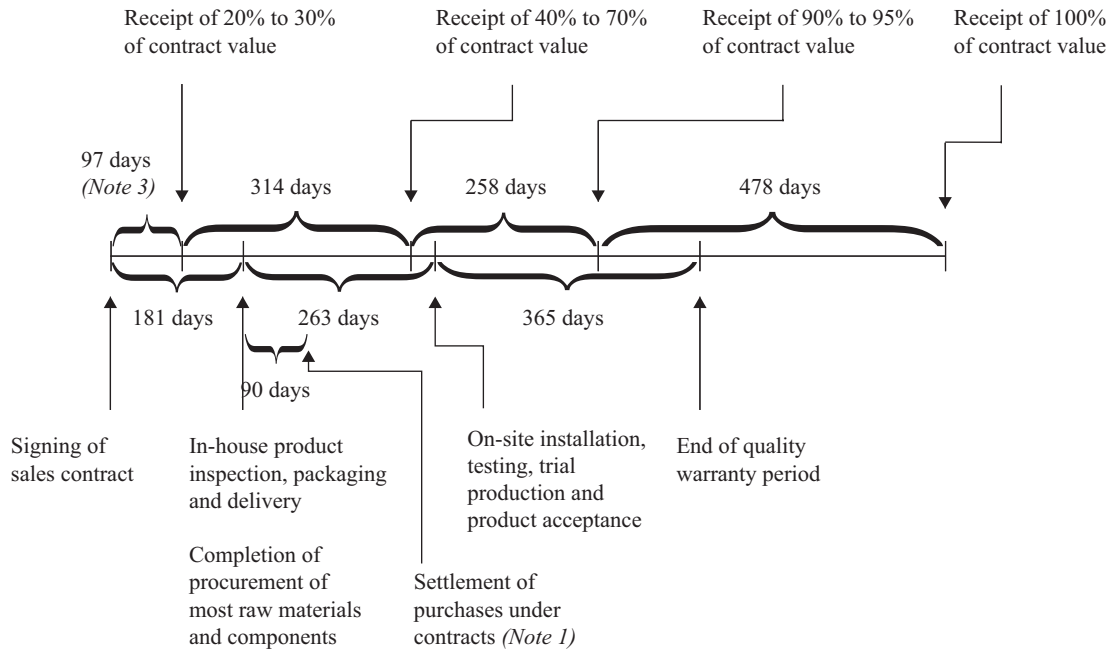 Receipt of 20% to 30%
of contract value
Receipt of 40% to 70%
of contract value
Receipt of 90% to 95%
of contract value
Receipt of 100%
of contract value
97 days
(Note 3)
314 days
258 days
478 days
181 days
263 days
365 days
90 days
Signing of
sales contract
In-house product
inspection, packaging
and delivery
On-site installation,
testing, trial
production and
product acceptance
End of quality
warranty period
Completion of
procurement of
most raw materials
and components
Settlement of
purchases under
contracts (Note 1)